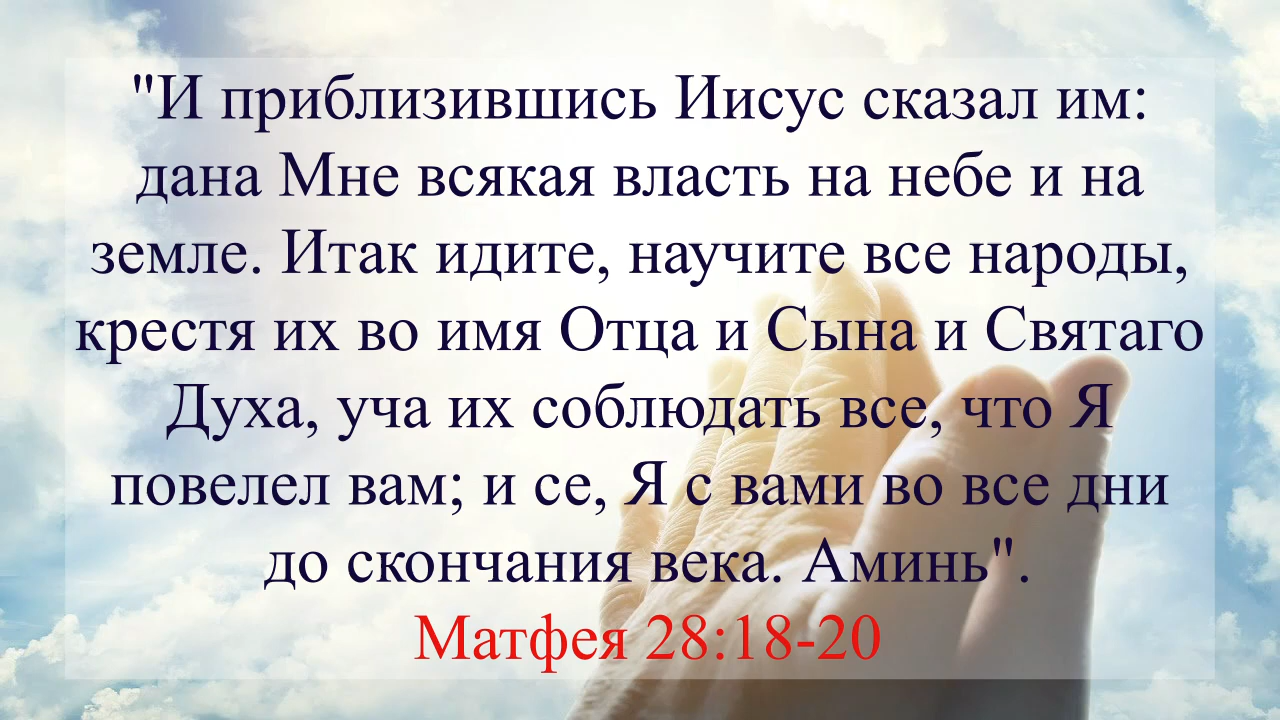 "И приблизившись Иисус сказал им:
дана Мне всякая власть на небе и на
земле. Итак идите, научите все народы,
крестя их во имя Отца и Сына и Святаго
Духа, уча их соблюдать все, что Я
повелел вам; и се, Я с вами во все дни
до скончания века. Аминь".
Матфея 28:18-20